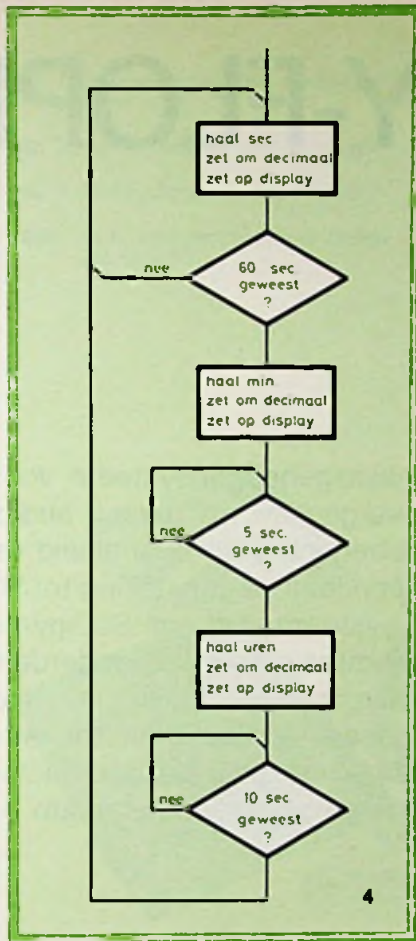 haal sec
zet om decimaal
zet op display
60 sec.
geweest
?
nee
haal min.
zet om decimaal
zet op display
5 sec.
geweest
?
nee
haal uren
zet om decimaal
zet op display
10 sec
geweest
?
nee
4